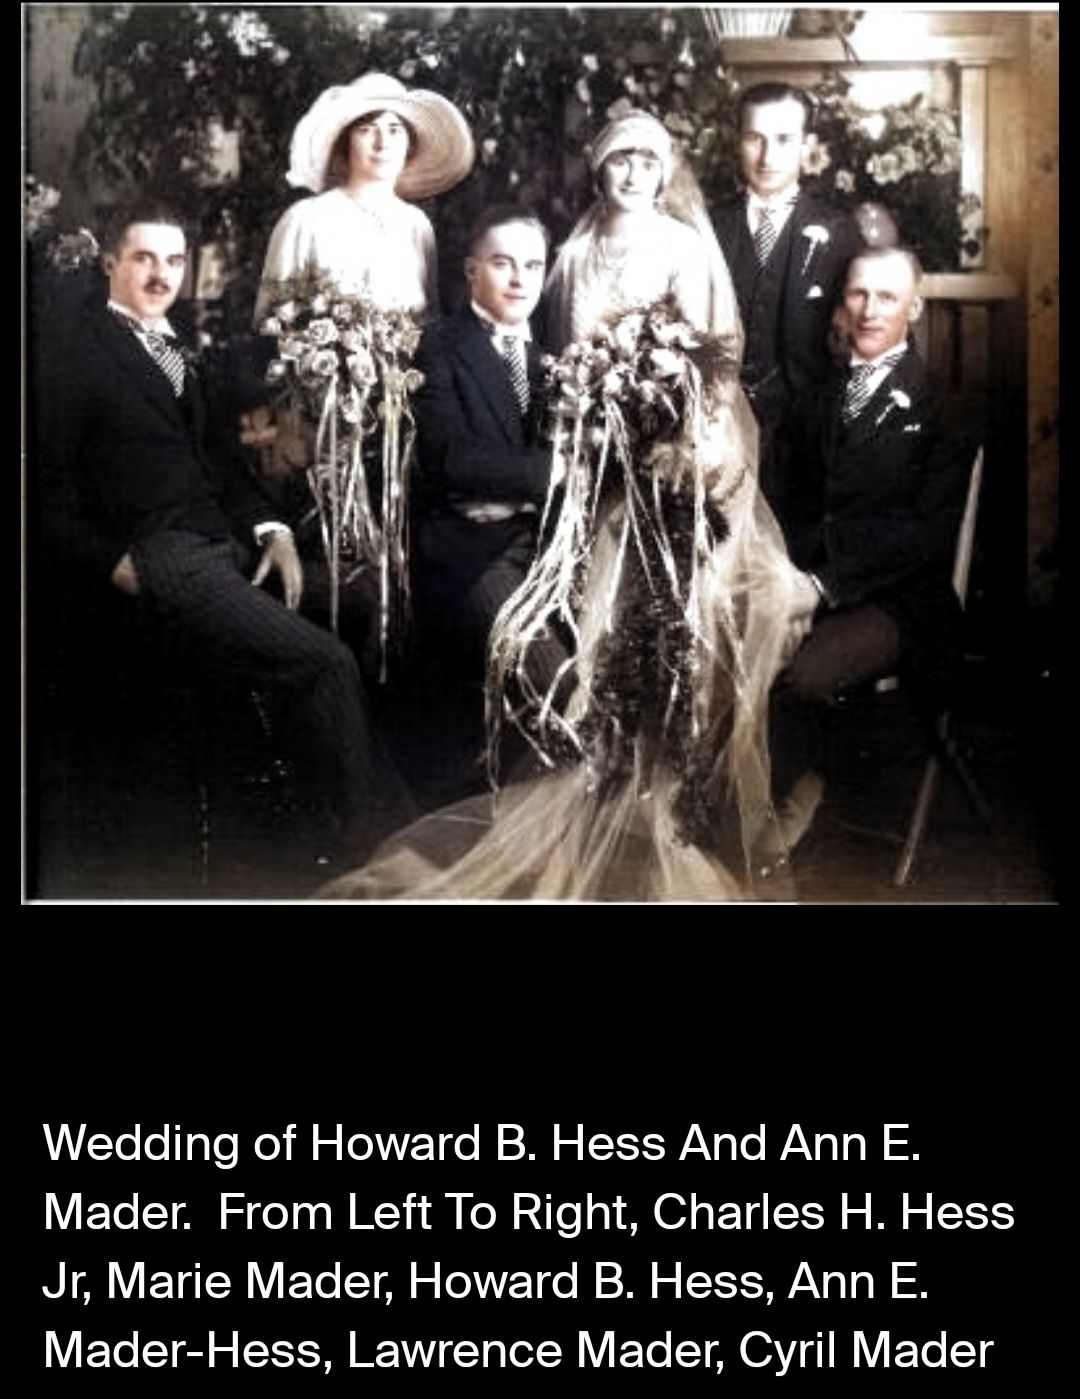 Wedding of Howard B. Hess And Ann E.
Mader.  From Left To Right, Charles H. Hess
Jr, Marie Mader, Howard B. Hess, Ann E.
Mader-Hess, Lawrence Mader, Cyril Mader